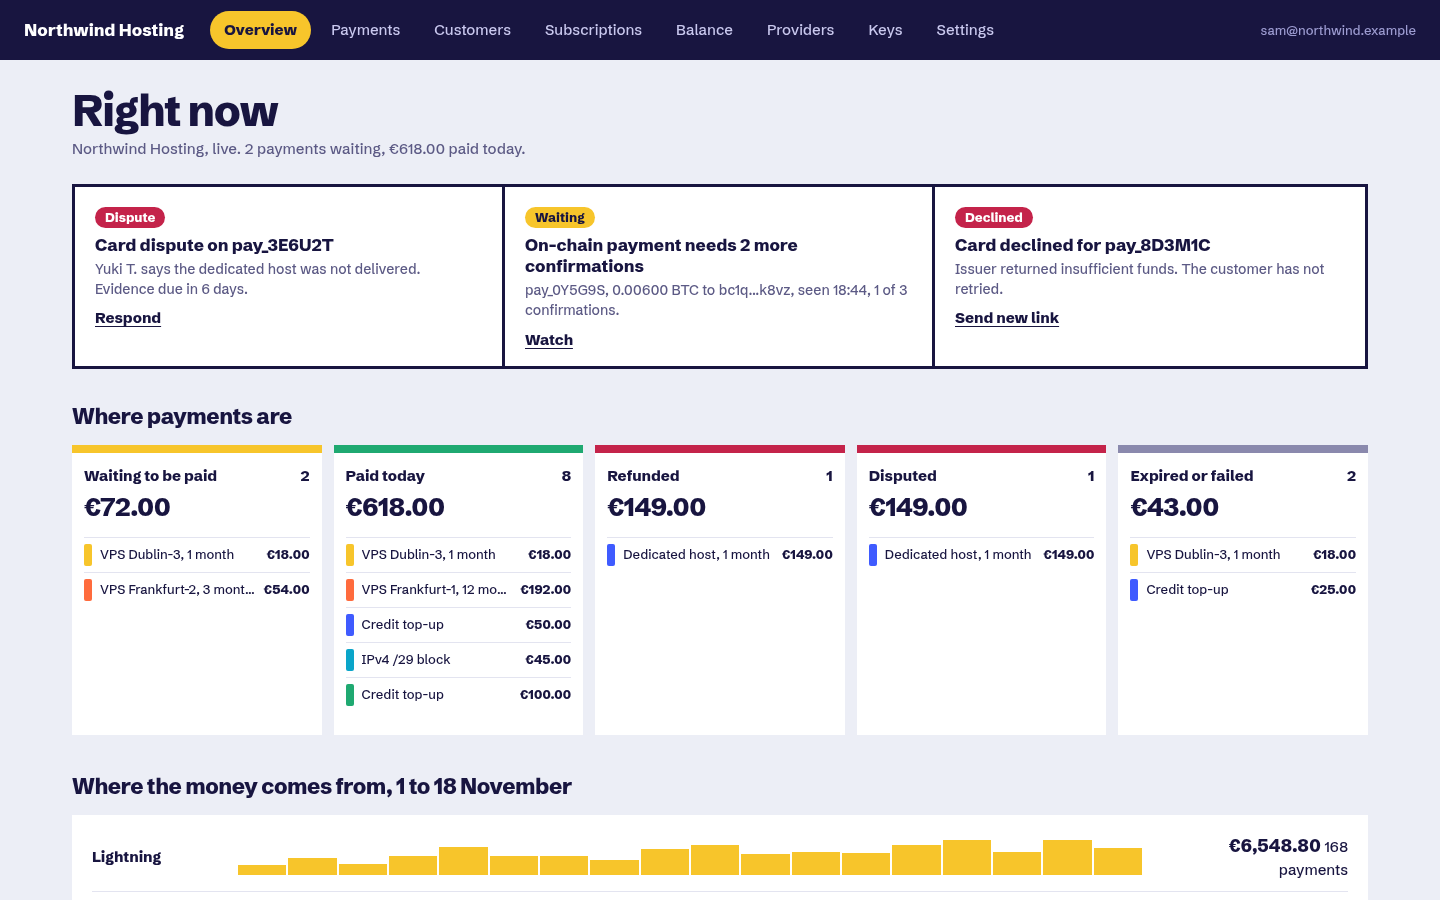 Northwind Hosting Overview Payments Customers Subscriptions Balance Providers Keys Settings sam@northwind.example
Right now
Northwind Hosting, live. 2 payments waiting, €618.00 paid today.
Dispute
Card dispute on pay_3E6U2T
Yuki T. says the dedicated host was not delivered.
Evidence due in 6 days.
Respond
Waiting
On-chain payment needs 2 more
confirmations
pay_0Y5G9S, 0.00600 BTC to bc1q…k8vz, seen 18:44, 1 of 3
confirmations.
Watch
Declined
Card declined for pay_8D3M1C
Issuer returned insufficient funds. The customer has not
retried.
Send new link
Where payments are
Waiting to be paid 2
€72.00
VPS Dublin-3, 1 month €18.00
VPS Frankfurt-2, 3 mont… €54.00
Paid today 8
€618.00
VPS Dublin-3, 1 month €18.00
VPS Frankfurt-1, 12 mo… €192.00
Credit top-up €50.00
IPv4 /29 block €45.00
Credit top-up €100.00
Refunded 1
€149.00
Dedicated host, 1 month €149.00
Disputed 1
€149.00
Dedicated host, 1 month €149.00
Expired or failed 2
€43.00
VPS Dublin-3, 1 month €18.00
Credit top-up €25.00
Where the money comes from, 1 to 18 November
Lightning
€6,548.80 168
payments